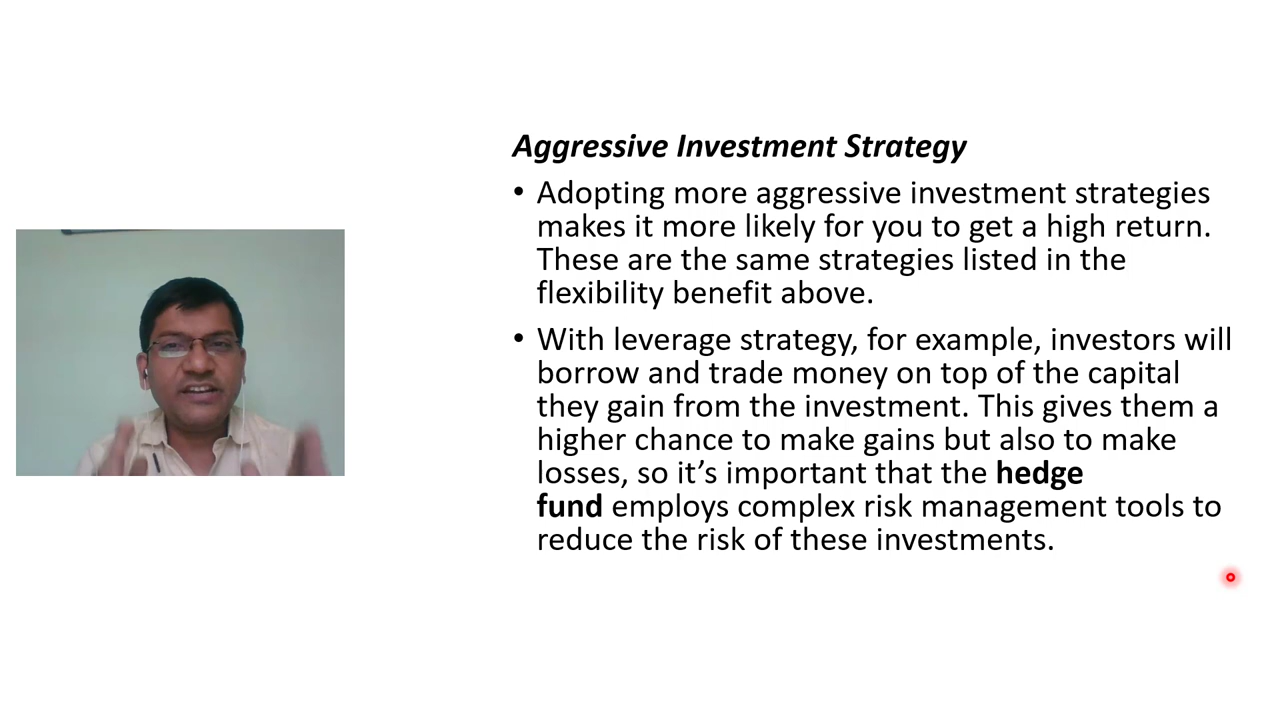 Aggressive Investment Strategy
• Adopting more aggressive investment strategies
makes it more likely for you to get a high return.
These are the same strategies listed in the
flexibility benefit above.
• With leverage strategy, for example, investors will
borrow and trade money on top of the capital
they gain from the investment. This gives them a
higher chance to make gains but also to make
losses, so it’s important that the hedge
fund employs complex risk management tools to
reduce the risk of these investments.